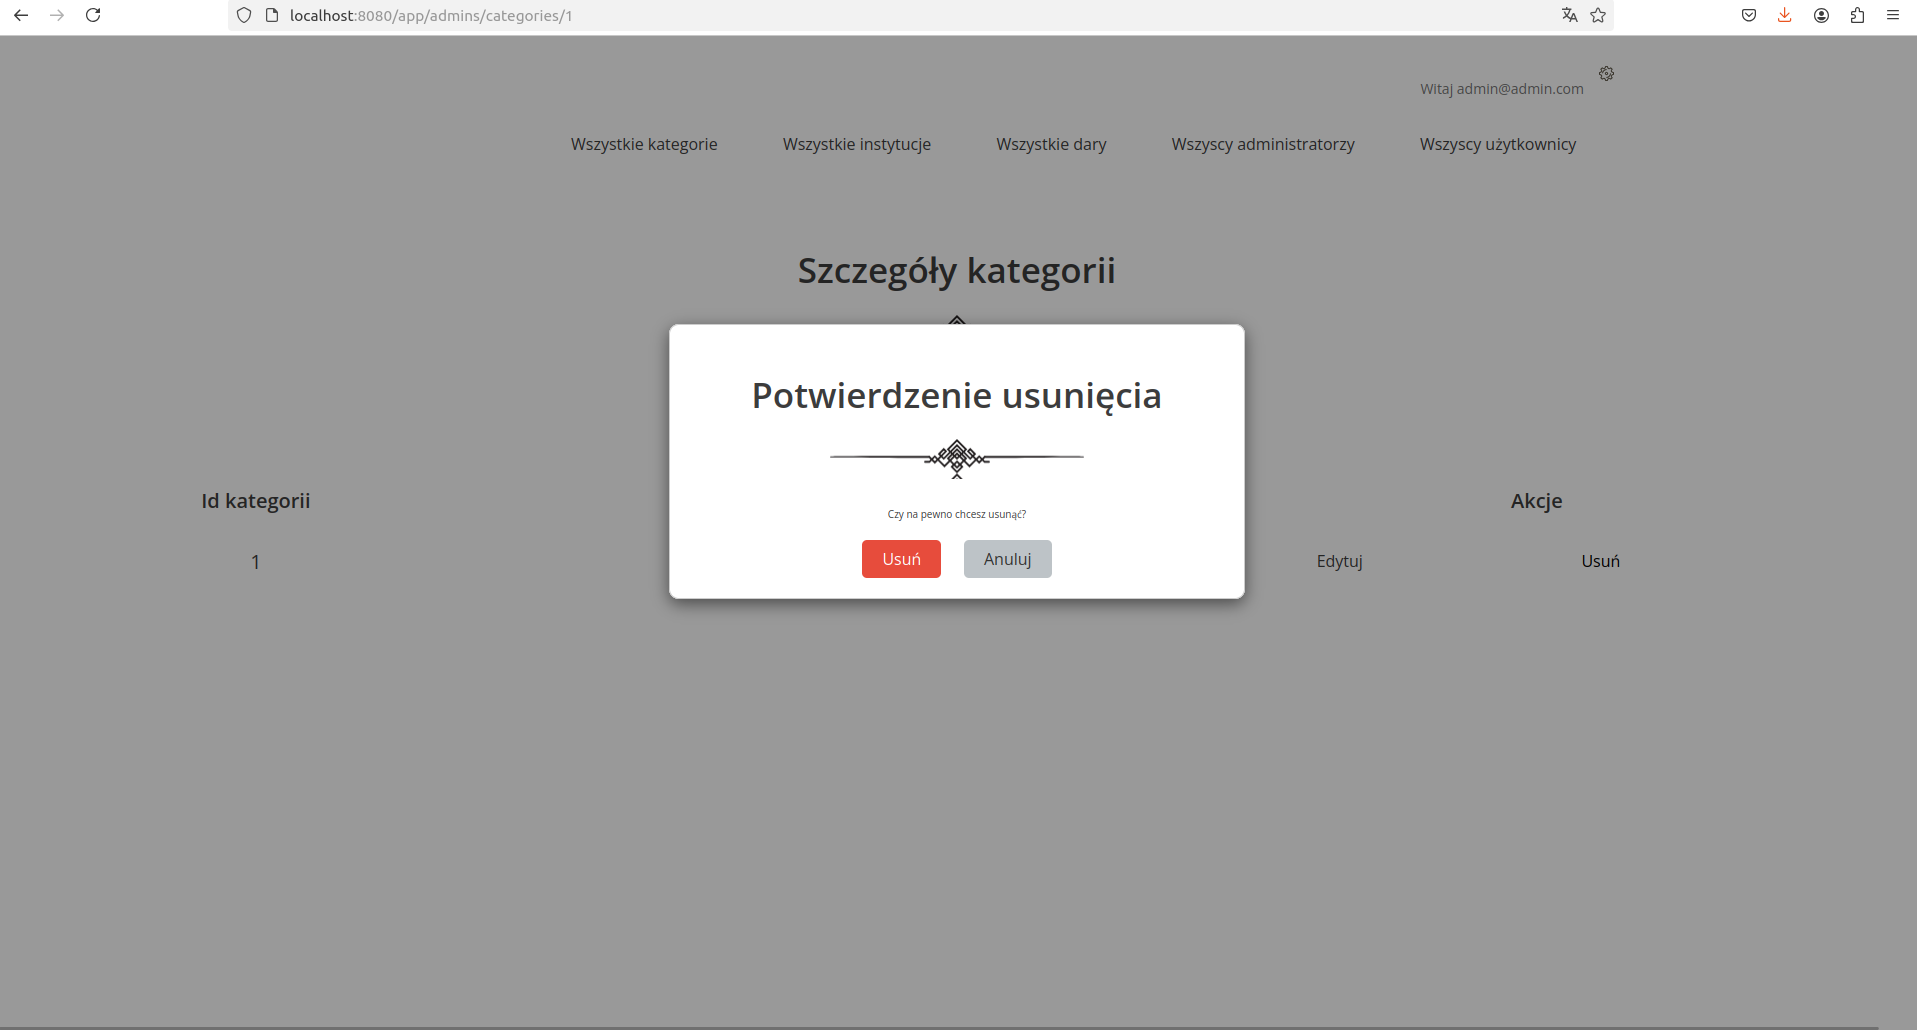 localhost:8080/app/admins/categories/1
Witaj admin@admin.com
Wszystkie kategorie Wszystkie instytucje Wszystkie dary Wszyscy administratorzy Wszyscy użytkownicy
Szczegóły kategorii
Potwierdzenie usunięcia
Id kategorii Akcje
Czy na pewno chcesz usunąć?
Usuń Anuluj
1 Edytuj Usuń